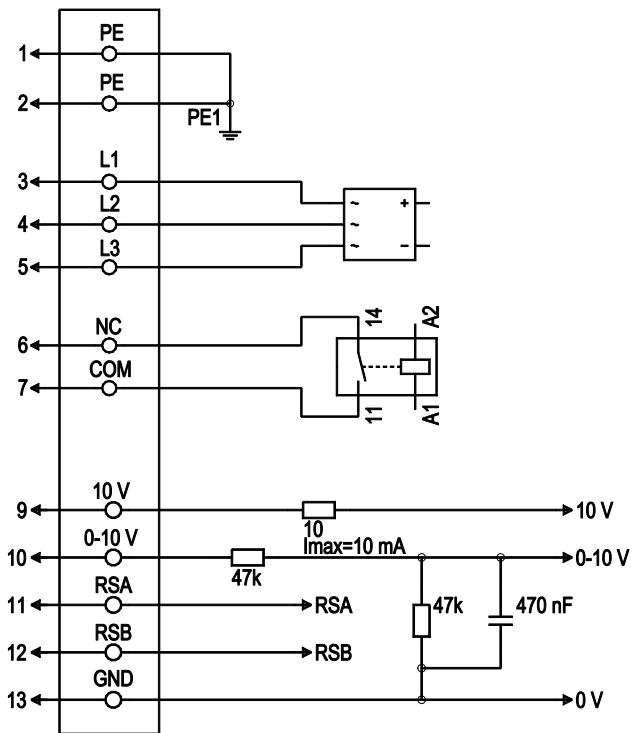 PE
1
PE
2
PE1
L1
3
~ +
L2
4
~
L3
5
~ −
14
A2
NC
6
COM
7
11
A1
10 V
9
10 V
10
Imax=10 mA
0-10 V
10
0-10 V
47k
RSA
11
RSA
47k
470 nF
RSB
12
RSB
GND
13
0 V